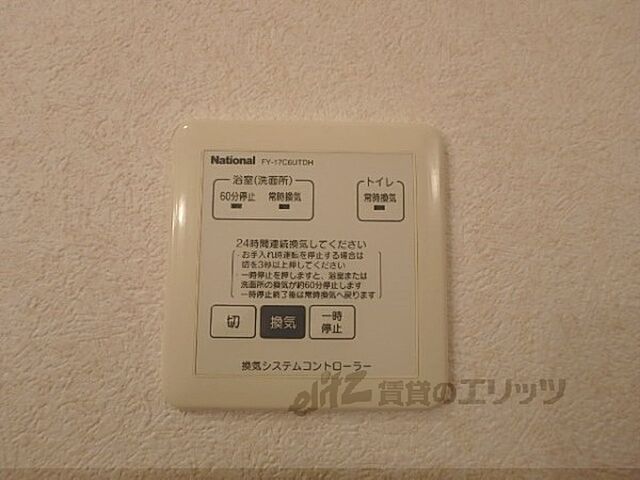 National FY-17C6UTDH
浴室(洗面所)
トイレ
60分停止 常時換気
常時換気
24時間連続換気してください
・お手入れ時運転を停止する場合は
切を3秒以上押してください
・一時停止を押しますと、浴室または
洗面所の換気が約60分停止します
一時停止終了後は常時換気へ戻ります
切
換気
一時
停止
換気システムコントローラー
elitz 賃貸のエリッツ